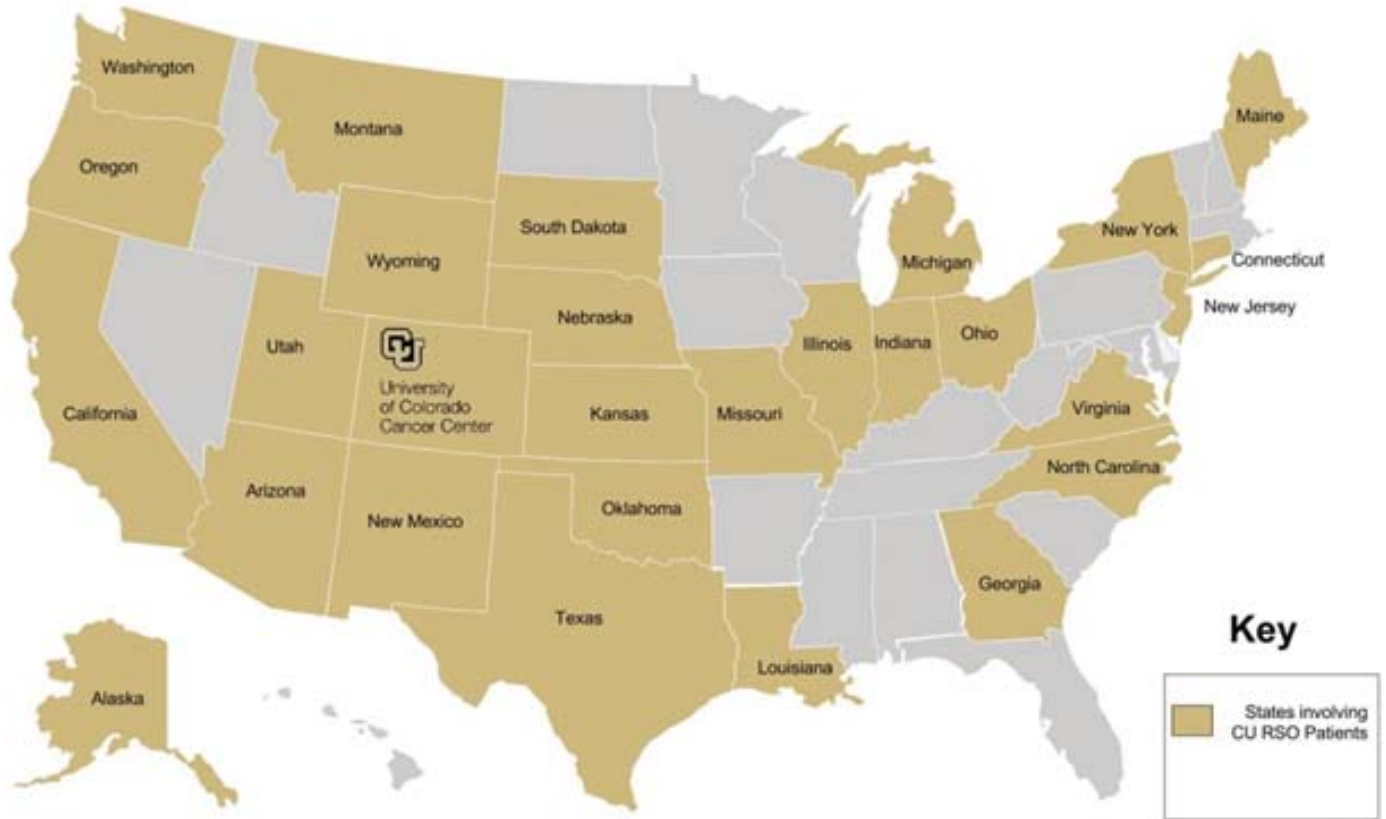 Washington
Montana
Maine
Oregon
South Dakota
New York
Wyoming
Michigan
Connecticut
Nebraska
New Jersey
Utah
Illinois
Indiana
Ohio
CU
University
of Colorado
Cancer Center
California
Kansas
Missouri
Virginia
North Carolina
Arizona
New Mexico
Oklahoma
Georgia
Texas
Louisiana
Alaska
Key
States involving
CU RSO Patients